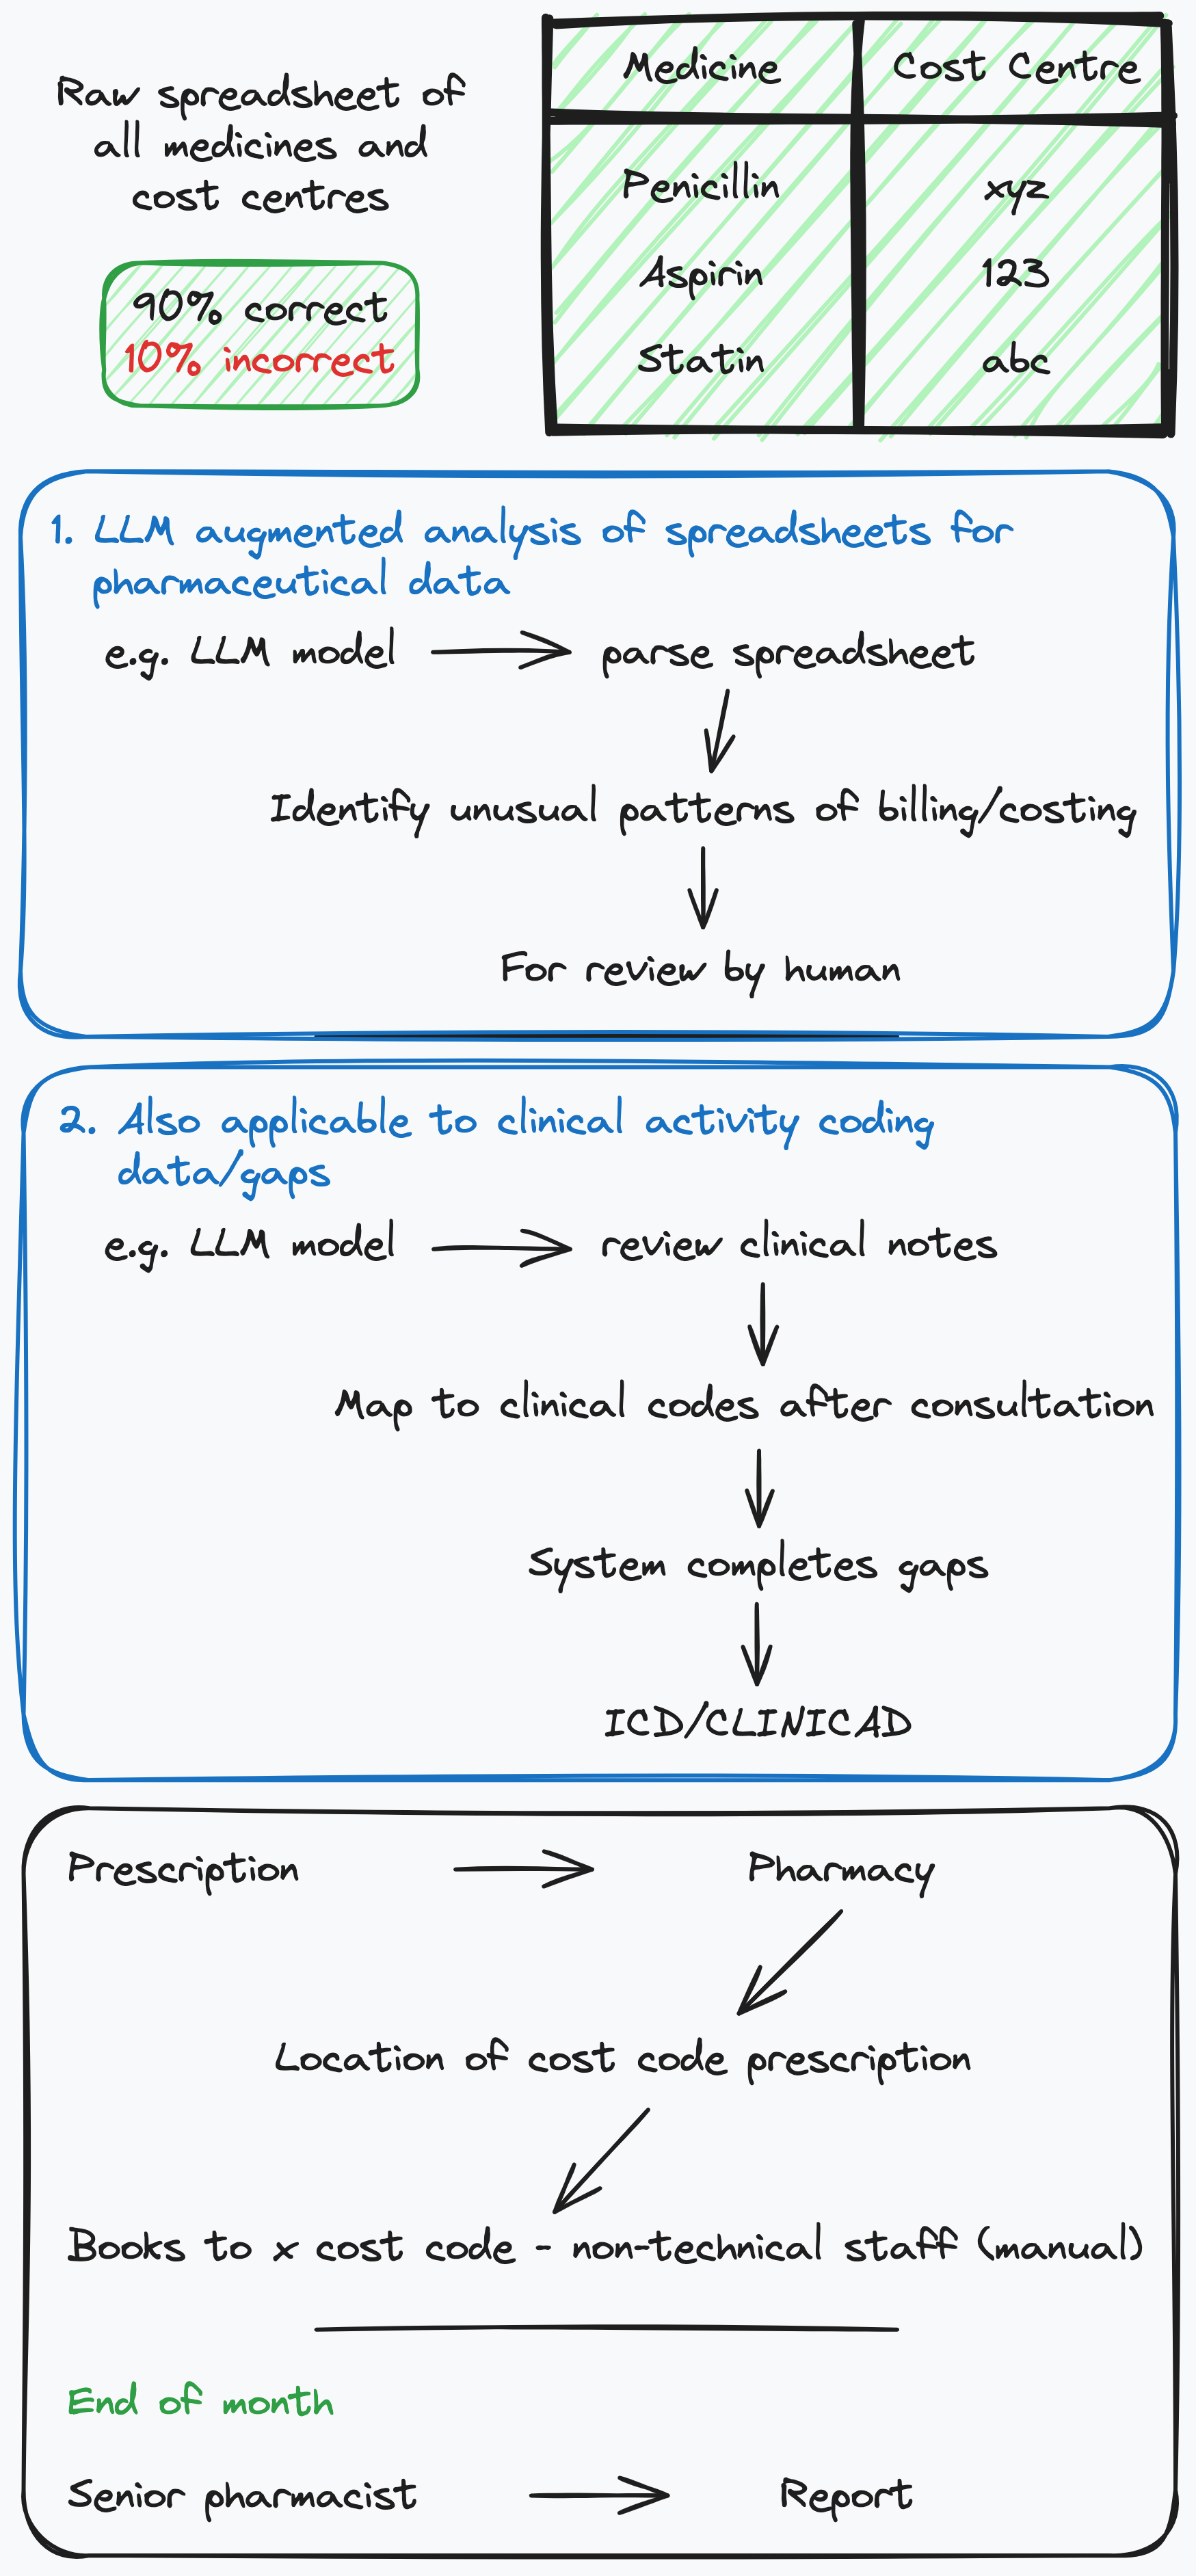 Raw spreadsheet of
all medicines and
cost centres
90% correct
10% incorrect
Medicine Cost Centre
Penicillin xyz
Aspirin 123
Statin abc
1. LLM augmented analysis of spreadsheets for
pharmaceutical data
e.g. LLM model parse spreadsheet
Identify unusual patterns of billing/costing
For review by human
2. Also applicable to clinical activity coding
data/gaps
e.g. LLM model review clinical notes
Map to clinical codes after consultation
System completes gaps
ICD/CLINICAD
Prescription Pharmacy
Location of cost code prescription
Books to x cost code - non-technical staff (manual)
End of month
Senior pharmacist Report